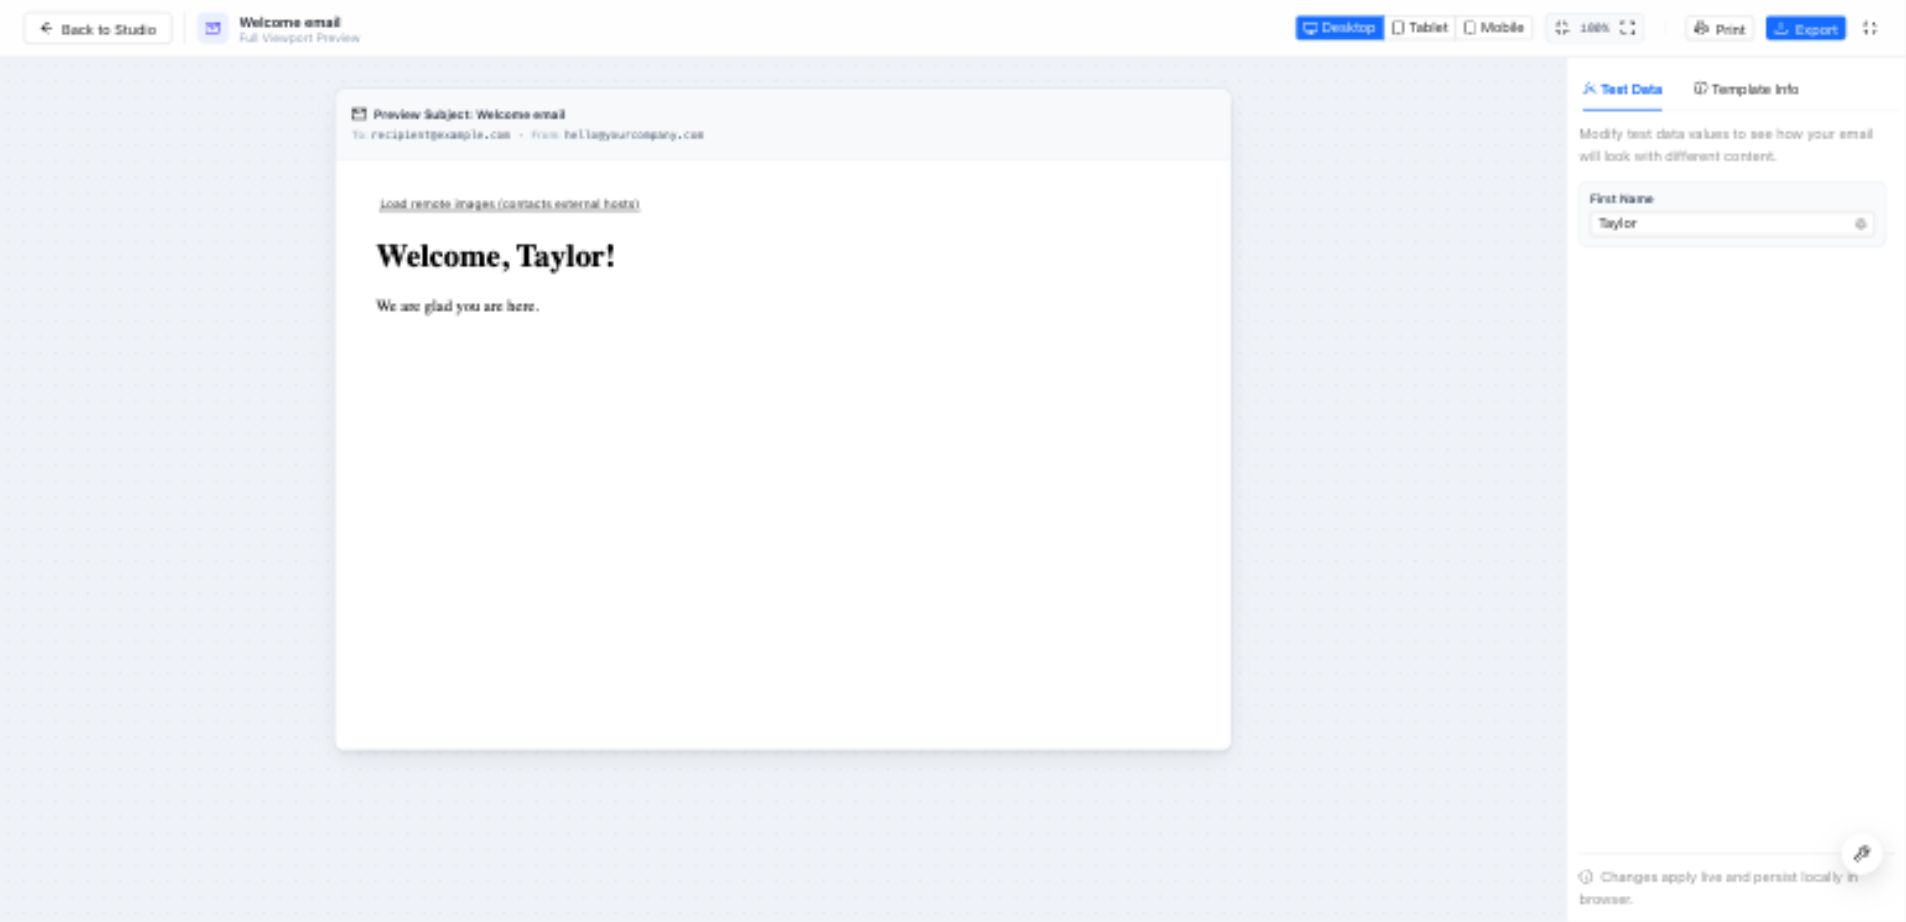 Back to Studio
Welcome email
Full Viewport Preview
Desktop
Tablet
Mobile
100%
Print
Export
Preview Subject: Welcome email
To: recipient@example.com • From: hello@yourcompany.com
Load remote images (contacts external hosts)
Welcome, Taylor!
We are glad you are here.
Test Data
Template Info
Modify test data values to see how your email
will look with different content.
First Name
Taylor
Changes apply live and persist locally in
browser.